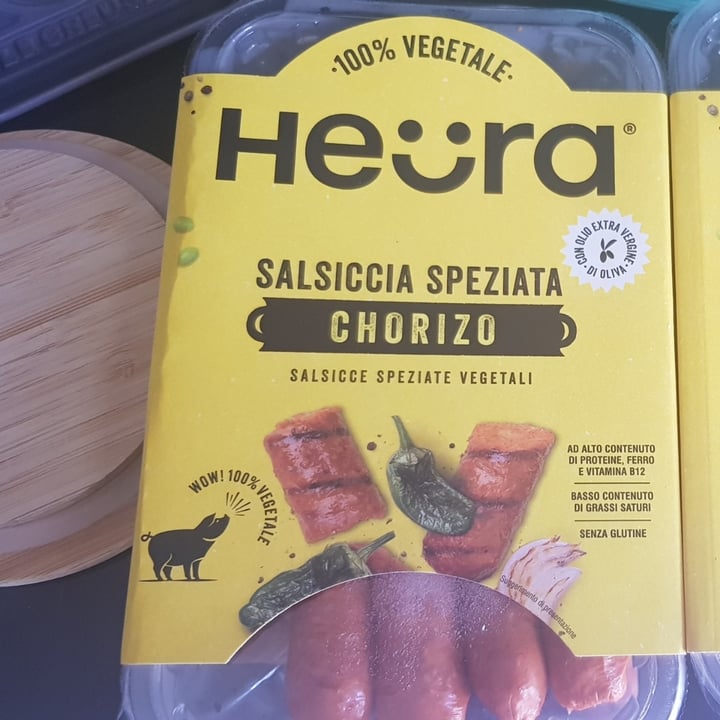 ·100% VEGETALE·
Heüra®
·CON OLIO EXTRA VERGINE·
DI OLIVA
SALSICCIA SPEZIATA
CHORIZO
SALSICCE SPEZIATE VEGETALI
AD ALTO CONTENUTO
DI PROTEINE, FERRO
E VITAMINA B12
BASSO CONTENUTO
DI GRASSI SATURI
SENZA GLUTINE
WOW! 100% VEGETALE
Suggerimento di presentazione